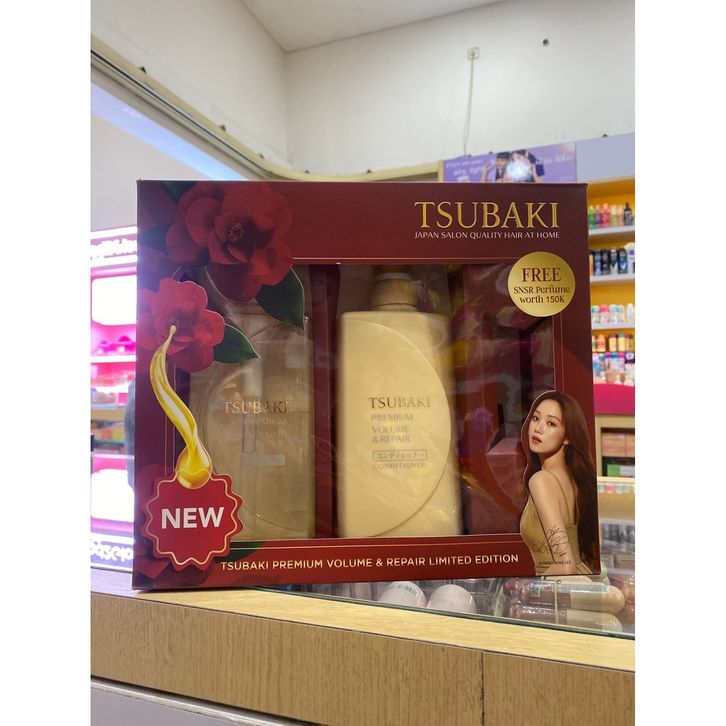 TSUBAKI
JAPAN SALON QUALITY HAIR AT HOME
FREE
SNSR Perfume
worth 150K
TSUBAKI
TSUBAKI
PREMIUM
VOLUME
& REPAIR
コンディショナー
CONDITIONER
NEW
TSUBAKI PREMIUM VOLUME & REPAIR LIMITED EDITION